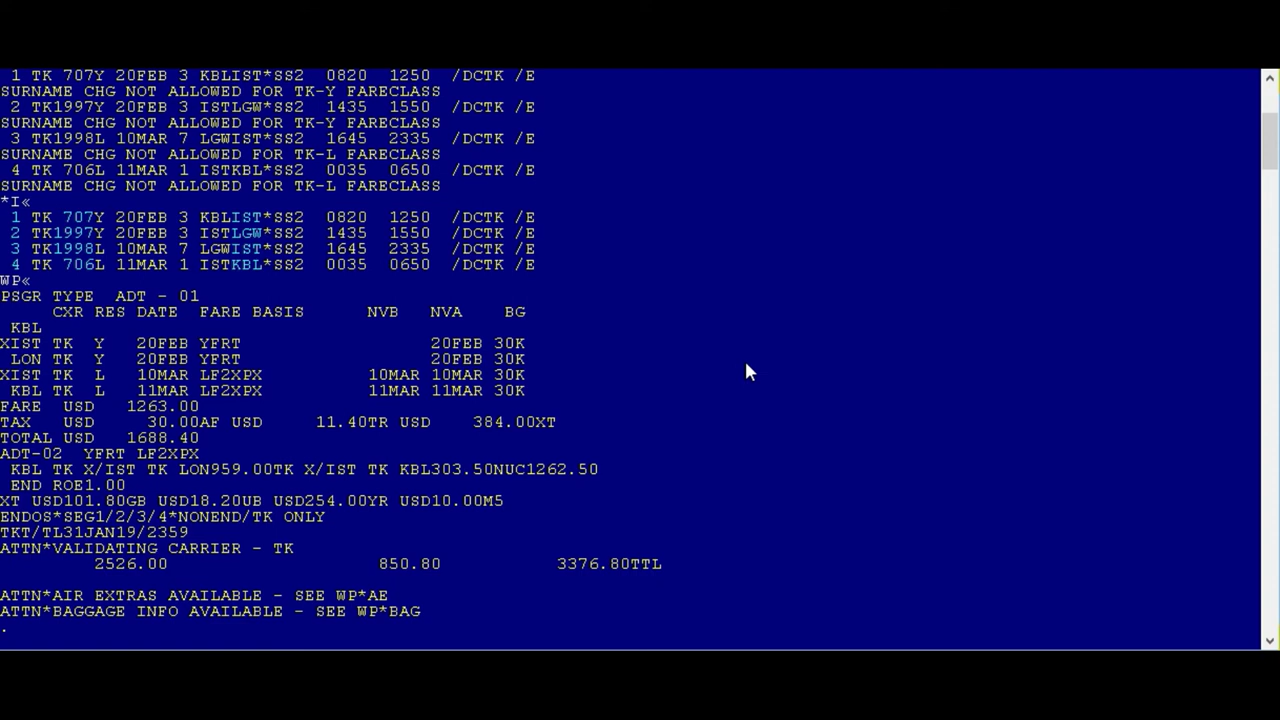 1 TK 707Y 20FEB 3 KBLIST*SS2 0820 1250 /DCTK /E
SURNAME CHG NOT ALLOWED FOR TK-Y FARECLASS
2 TK1997Y 20FEB 3 ISTLGW*SS2 1435 1550 /DCTK /E
SURNAME CHG NOT ALLOWED FOR TK-Y FARECLASS
3 TK1998L 10MAR 7 LGWIST*SS2 1645 2335 /DCTK /E
SURNAME CHG NOT ALLOWED FOR TK-L FARECLASS
4 TK 706L 11MAR 1 ISTKBL*SS2 0035 0650 /DCTK /E
SURNAME CHG NOT ALLOWED FOR TK-L FARECLASS
*I«
1 TK 707Y 20FEB 3 KBLIST*SS2 0820 1250 /DCTK /E
2 TK1997Y 20FEB 3 ISTLGW*SS2 1435 1550 /DCTK /E
3 TK1998L 10MAR 7 LGWIST*SS2 1645 2335 /DCTK /E
4 TK 706L 11MAR 1 ISTKBL*SS2 0035 0650 /DCTK /E
WP«
PSGR TYPE ADT - 01
CXR RES DATE FARE BASIS NVB NVA BG
KBL
XIST TK Y 20FEB YFRT 20FEB 30K
LON TK Y 20FEB YFRT 20FEB 30K
XIST TK L 10MAR LF2XPX 10MAR 10MAR 30K
KBL TK L 11MAR LF2XPX 11MAR 11MAR 30K
FARE USD 1263.00
TAX USD 30.00AF USD 11.40TR USD 384.00XT
TOTAL USD 1688.40
ADT-02 YFRT LF2XPX
KBL TK X/IST TK LON959.00TK X/IST TK KBL303.50NUC1262.50
END ROE1.00
XT USD101.80GB USD18.20UB USD254.00YR USD10.00M5
ENDOS*SEG1/2/3/4*NONEND/TK ONLY
TKT/TL31JAN19/2359
ATTN*VALIDATING CARRIER - TK
2526.00 850.80 3376.80TTL
ATTN*AIR EXTRAS AVAILABLE - SEE WP*AE
ATTN*BAGGAGE INFO AVAILABLE - SEE WP*BAG
.